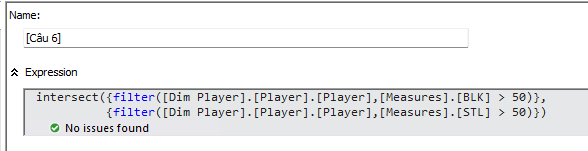 Name:
[Câu 6]
Expression
intersect({filter([Dim Player].[Player].[Player],[Measures].[BLK] > 50)},
{filter([Dim Player].[Player].[Player],[Measures].[STL] > 50)})
No issues found